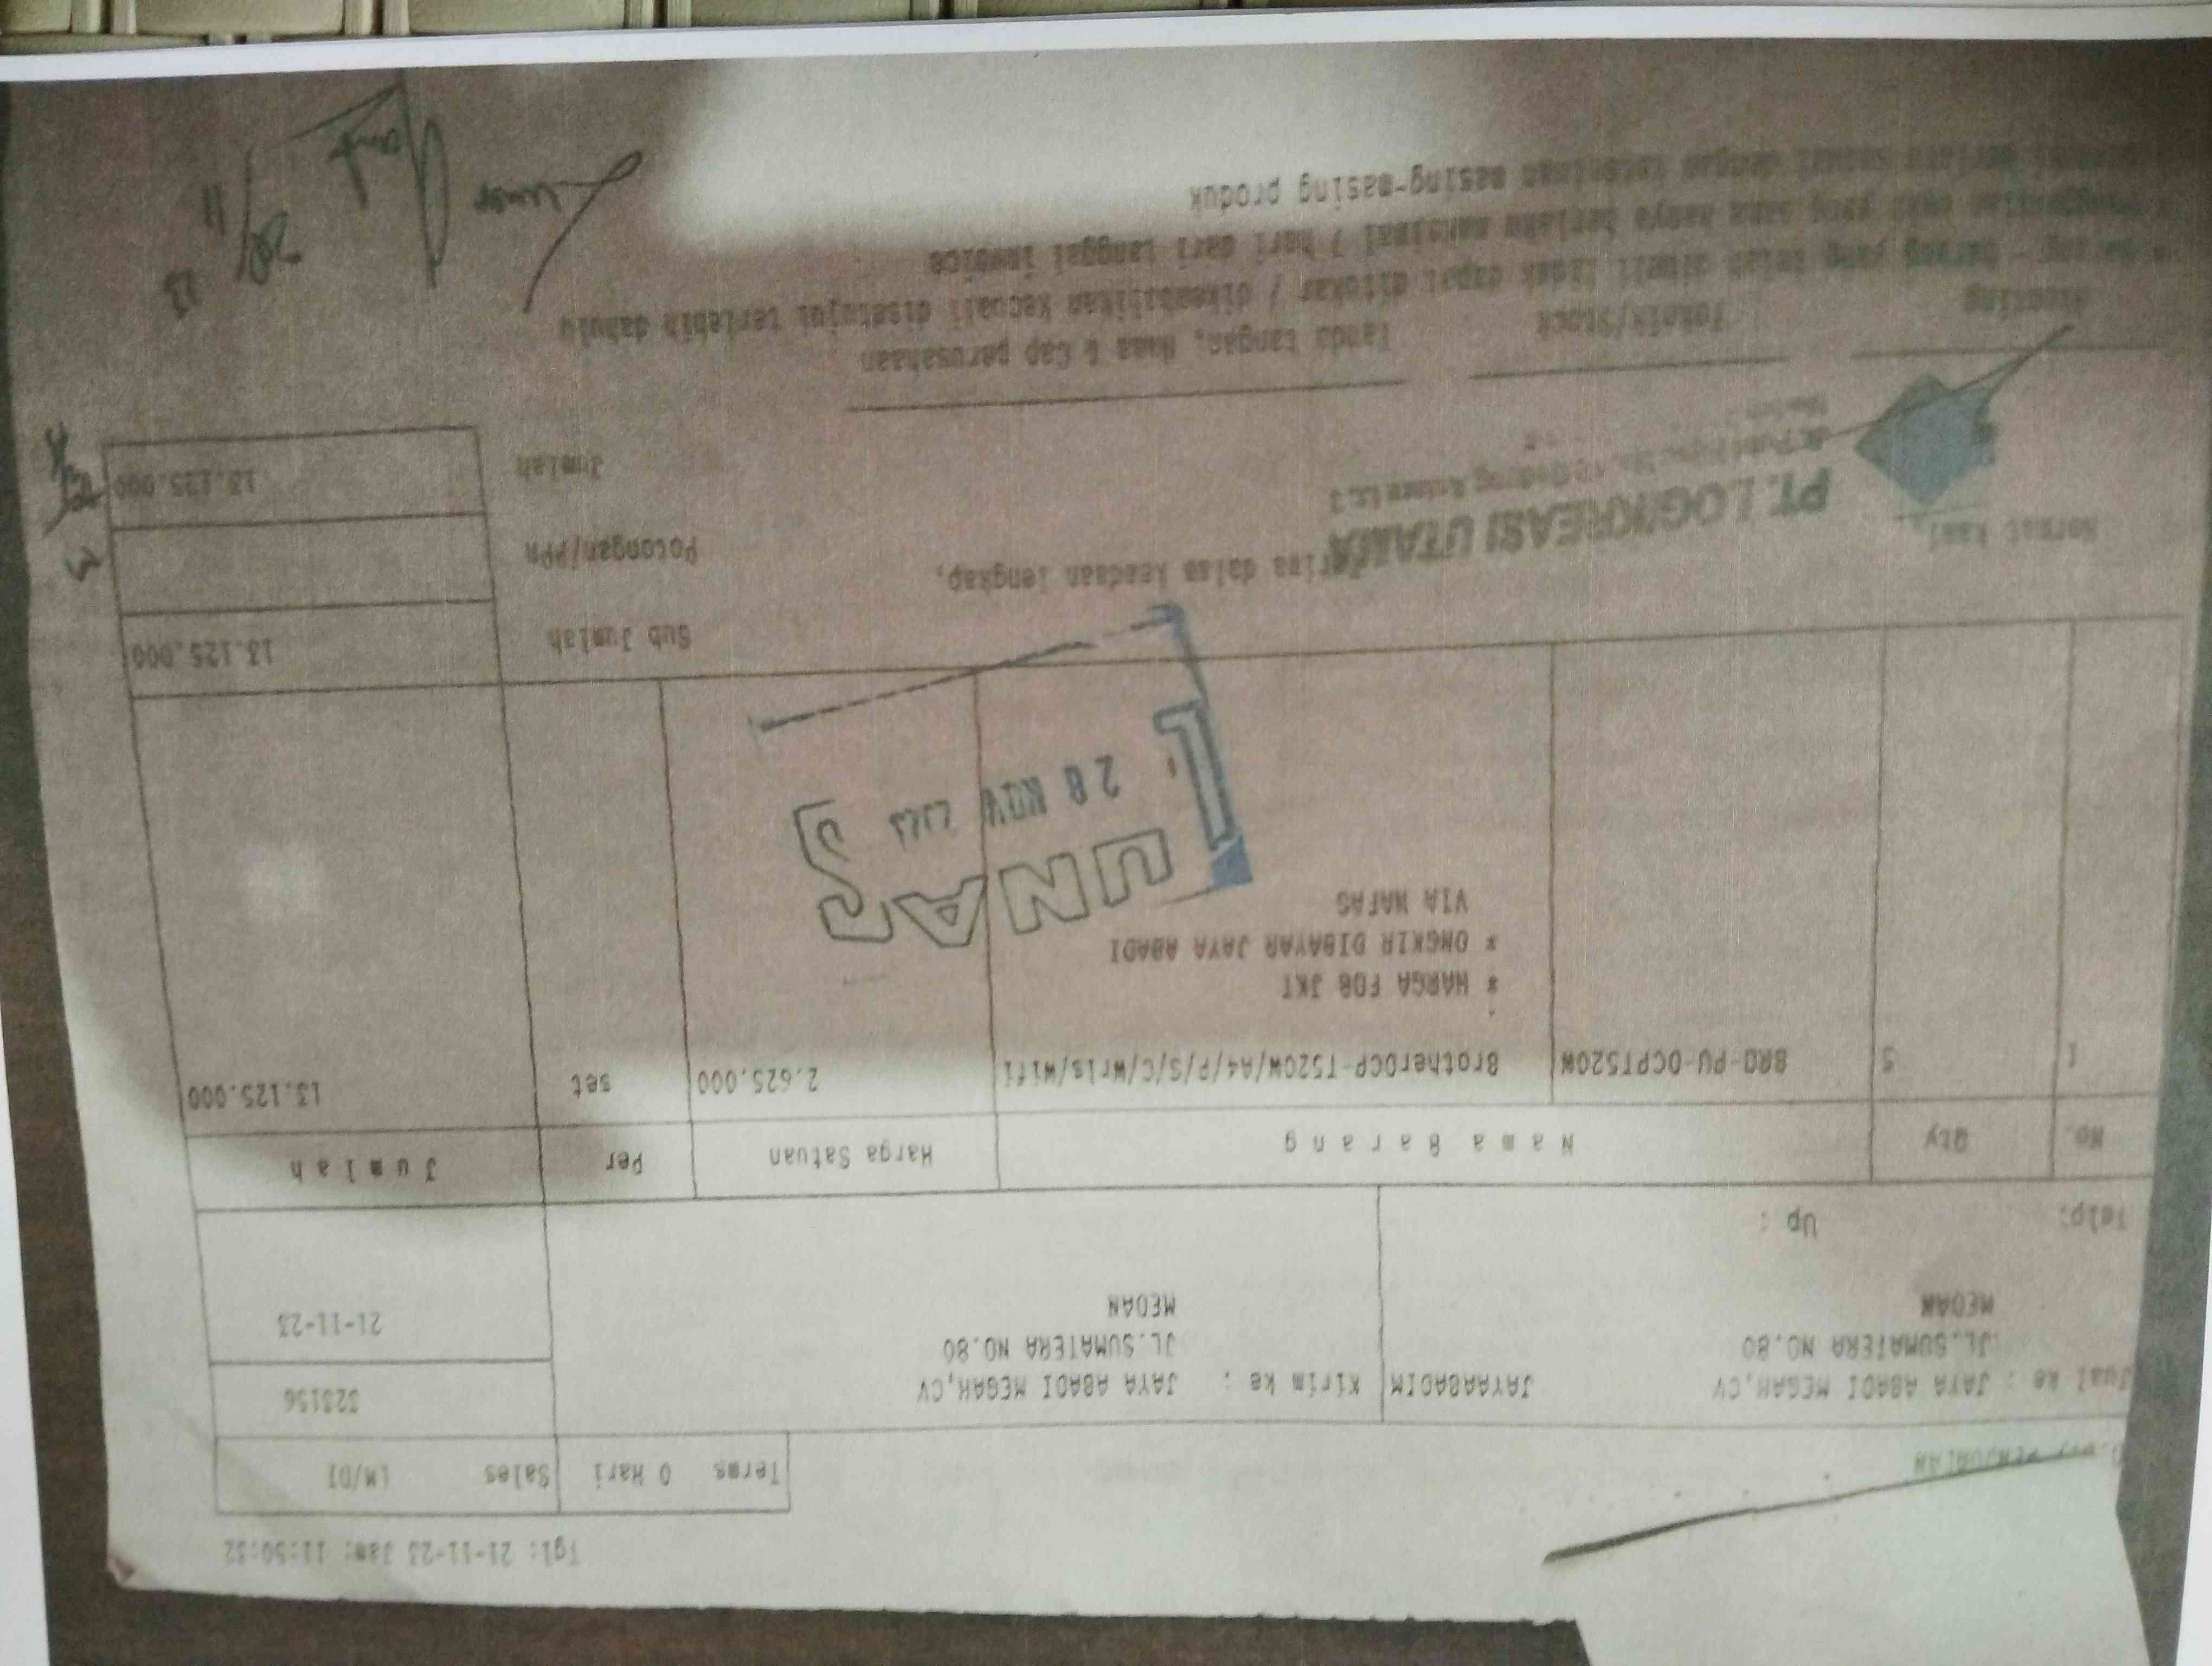 Tgl: 21-11-23 Jam: 11:50:32
PENJUALAN
Terms 0 Hari Sales LM/DI
Jual ke : JAYA ABADI MEGAH,CV JAYAABADIM Kirim ke : JAYA ABADI MEGAH,CV 323156
JL.SUMATERA NO.80 JL.SUMATERA NO.80
MEDAN MEDAN 21-11-23
Telp: Up :
No. Qty Nama Barang Harga Satuan Per Jumlah
1 5 BRO-PU-DCPT520W BrotherDCP-T520W/A4/P/S/C/Wrls/Wifi 2.625.000 set 13.125.000
* HARGA FOB JKT
* ONGKIR DIBAYAR JAYA ABADI
VIA NAFAS
LUNAS
28 NOV
Sub Jumlah 13.125.000
Hormat kami, dalam keadaan lengkap,
Potongan/PPn
PT. LOGIKREASI UTAMA
Jumlah 13.125.000
Teknik/Stock Tanda tangan, Nama & Cap perusahaan
* Barang - barang yang telah dibeli tidak dapat ditukar / dikembalikan kecuali disetujui terlebih dahulu
yang sama hanya berlaku maksimal 7 hari dari tanggal invoice
berlaku sesuai dengan ketentuan masing-masing produk